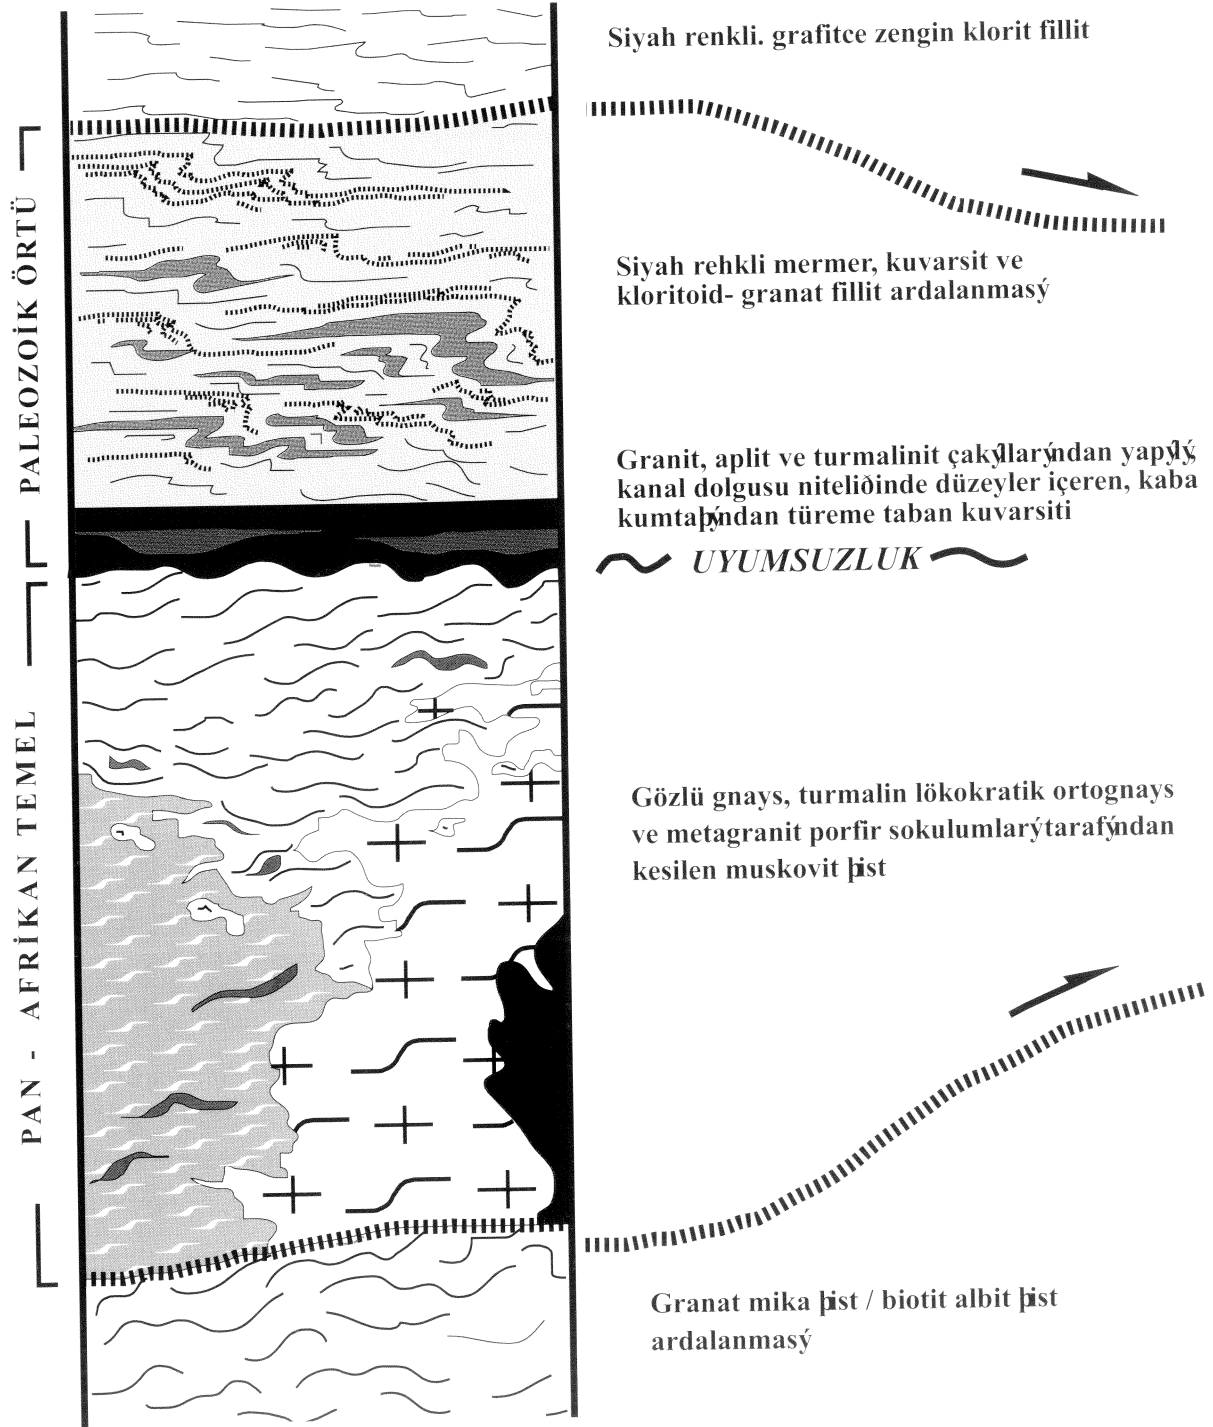 Siyah renkli. grafitce zengin klorit fillit
PALEOZOİK ÖRTÜ
Siyah rehkli mermer, kuvarsit ve
kloritoid- granat fillit ardalanmasý
Granit, aplit ve turmalinit çakýllarýndan yapýlý,
kanal dolgusu niteliðinde düzeyler içeren, kaba
kumtaþýndan türeme taban kuvarsiti
UYUMSUZLUK
PAN - AFRİKAN TEMEL
Gözlü gnays, turmalin lökokratik ortognays
ve metagranit porfir sokulumlarý tarafýndan
kesilen muskovit þist
Granat mika þist / biotit albit þist
ardalanmasý